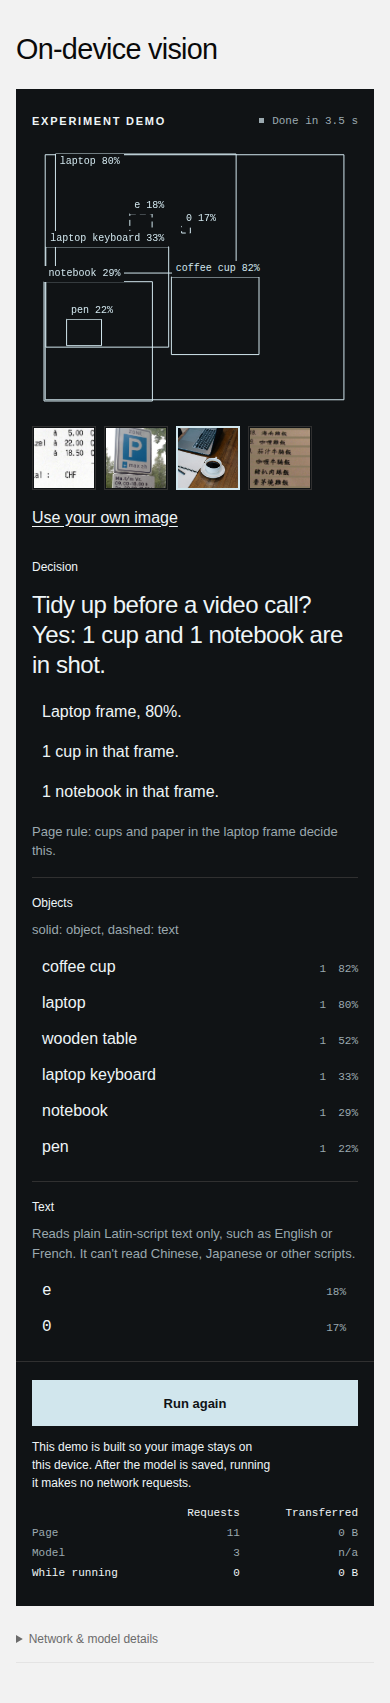 On-device vision
EXPERIMENT DEMO
Done in 3.5 s
laptop 80%
e 18%
0 17%
laptop keyboard 33%
coffee cup 82%
notebook 29%
pen 22%
5,00
22,00
18,50
CHF
P
Use your own image
Decision
Tidy up before a video call?
Yes: 1 cup and 1 notebook are
in shot.
Laptop frame, 80%.
1 cup in that frame.
1 notebook in that frame.
Page rule: cups and paper in the laptop frame decide
this.
Objects
solid: object, dashed: text
coffee cup 1 82%
laptop 1 80%
wooden table 1 52%
laptop keyboard 1 33%
notebook 1 29%
pen 1 22%
Text
Reads plain Latin-script text only, such as English or
French. It can't read Chinese, Japanese or other scripts.
e 18%
0 17%
Run again
This demo is built so your image stays on
this device. After the model is saved, running
it makes no network requests.
Requests Transferred
Page 11 0 B
Model 3 n/a
While running 0 0 B
Network & model details